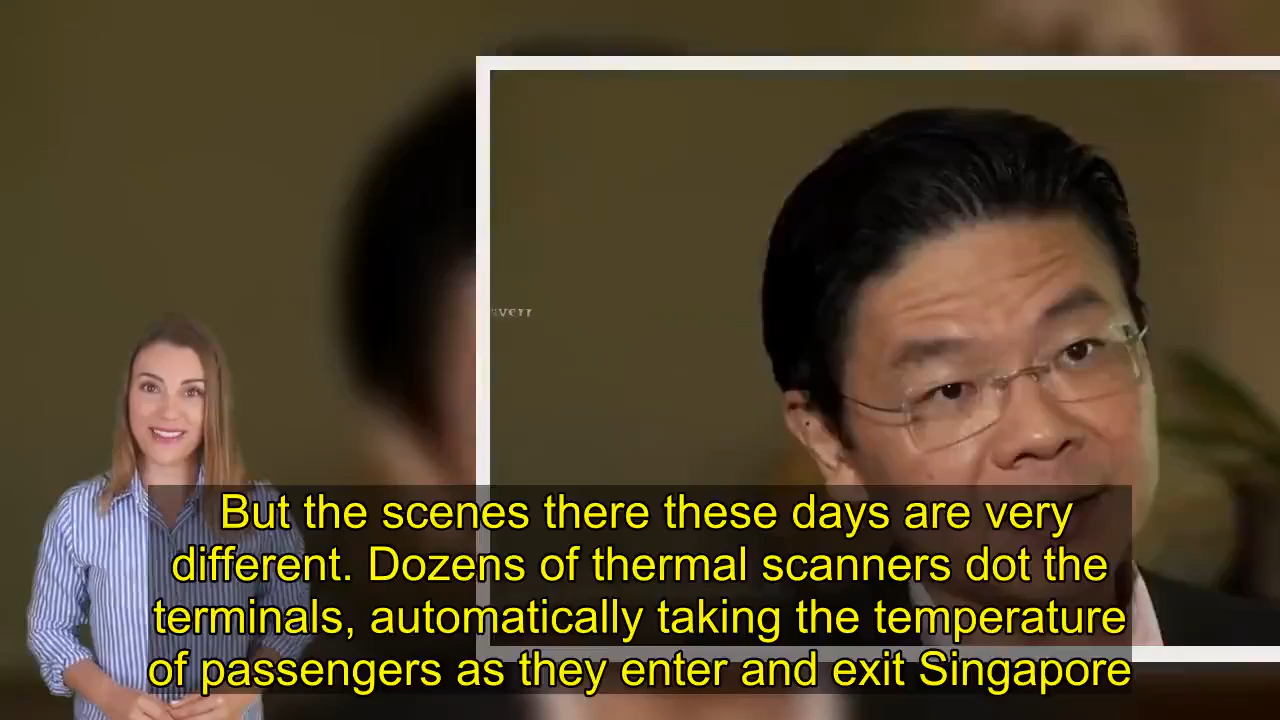 But the scenes there these days are very
different. Dozens of thermal scanners dot the
terminals, automatically taking the temperature
of passengers as they enter and exit Singapore